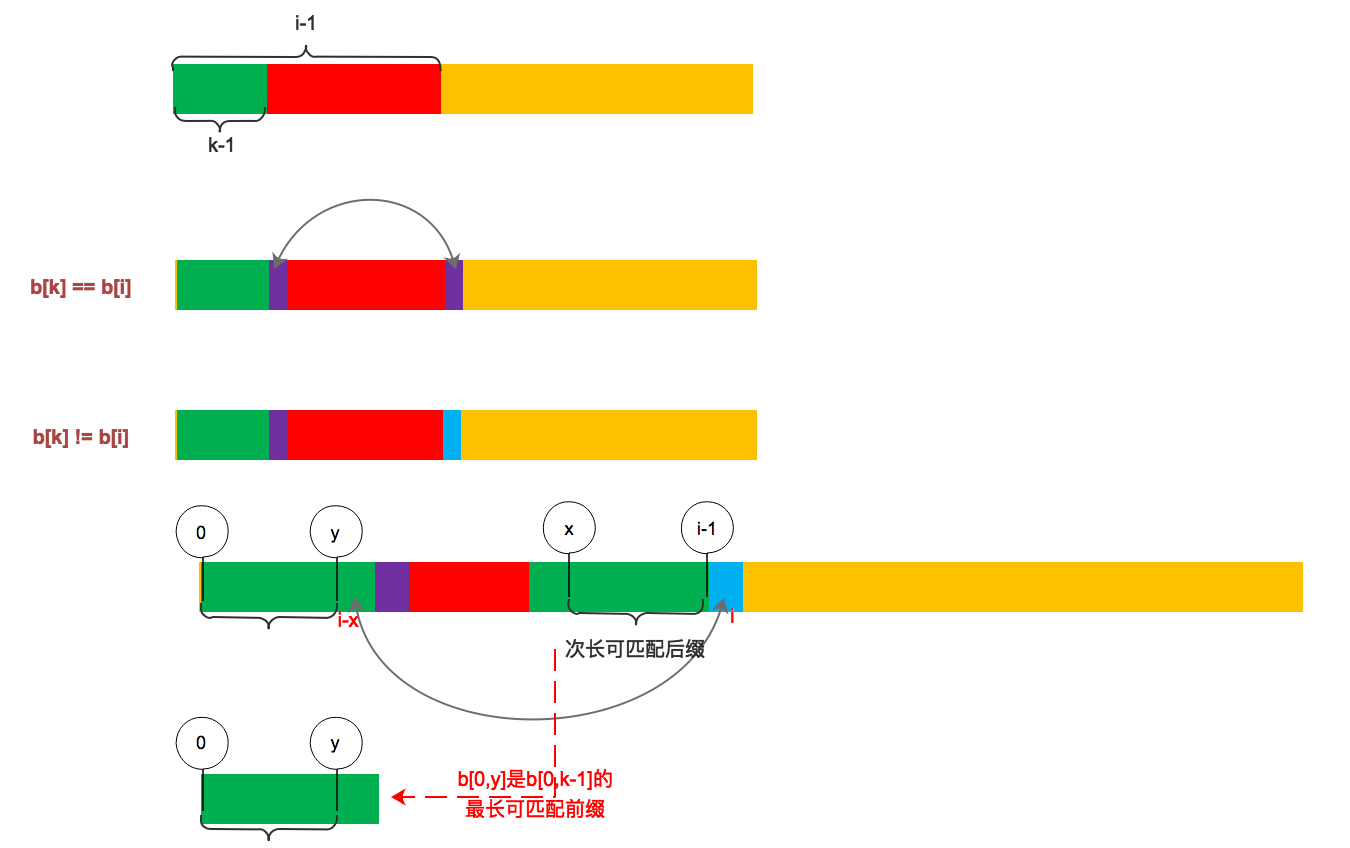 i-1
k-1
b[k] == b[i]
b[k] != b[i]
0
y
x
i-1
i-x
i
次长可匹配后缀
0
y
b[0,y]是b[0,k-1]的
最长可匹配前缀